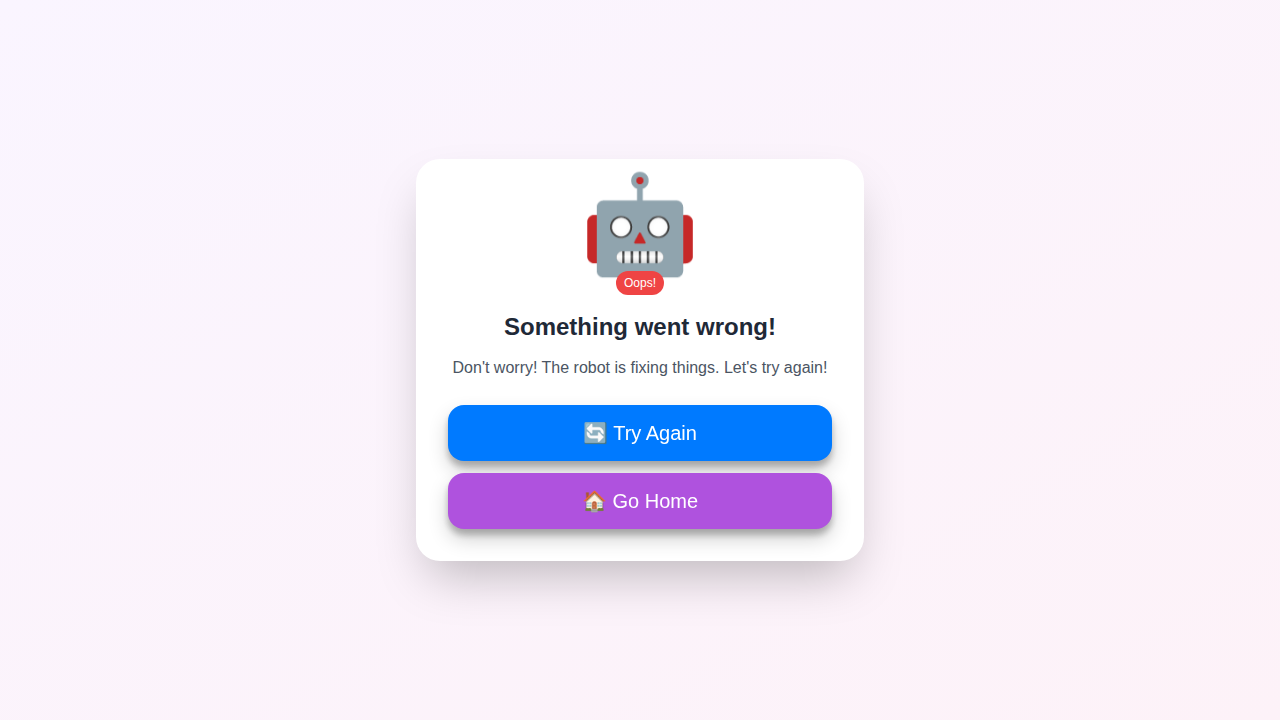 Oops!
Something went wrong!
Don't worry! The robot is fixing things. Let's try again!
🔄 Try Again
🏠 Go Home